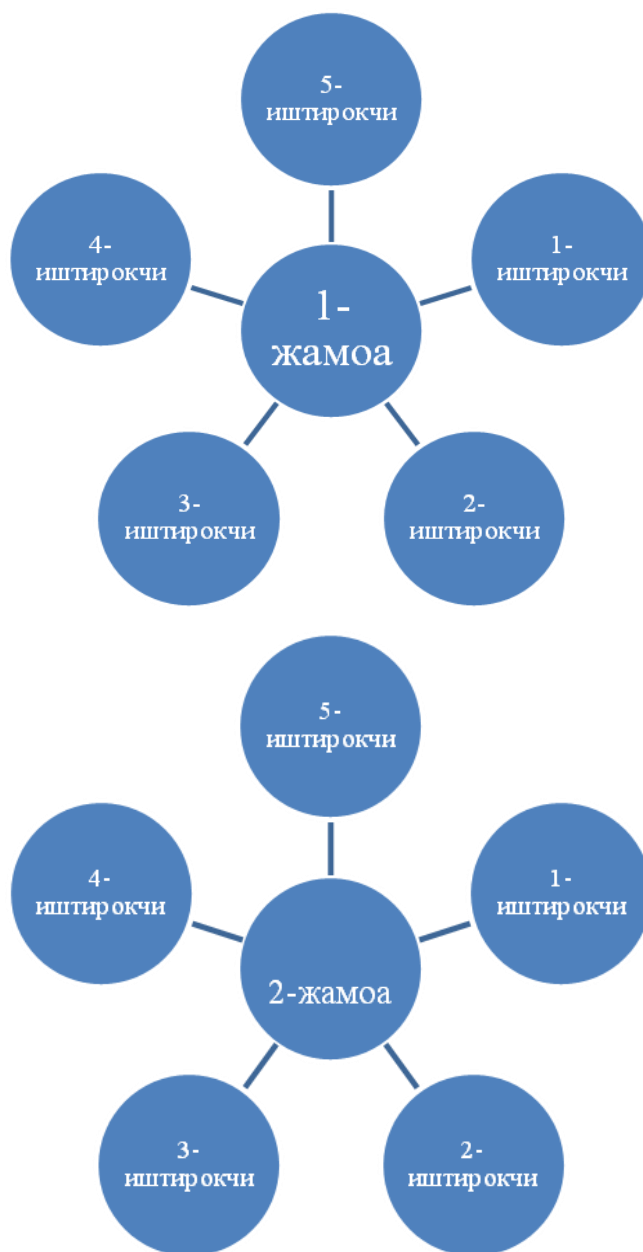 5-
иштирокчи
4-
иштирокчи
1-
иштирокчи
1-
жамоа
3-
иштирокчи
2-
иштирокчи
5-
иштирокчи
4-
иштирокчи
1-
иштирокчи
2-жамоа
3-
иштирокчи
2-
иштирокчи